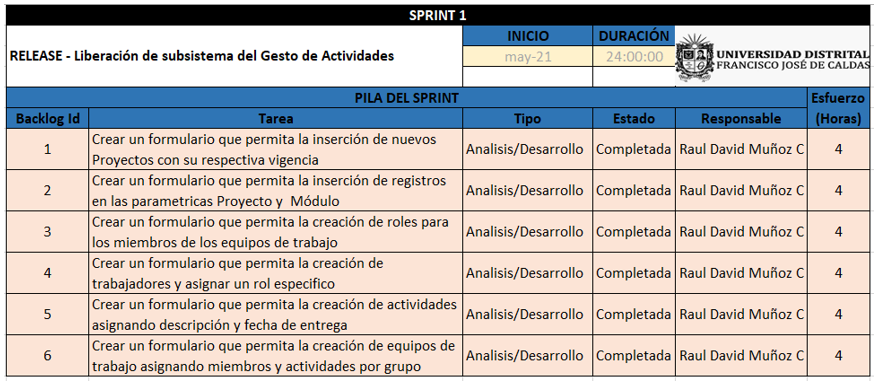 SPRINT 1
RELEASE - Liberación de subsistema del Gesto de Actividades
INICIO DURACIÓN
may-21 24:00:00
UNIVERSIDAD DISTRITAL
FRANCISCO JOSÉ DE CALDAS
PILA DEL SPRINT Esfuerzo
Backlog Id Tarea Tipo Estado Responsable (Horas)
1 Crear un formulario que permita la inserción de nuevos
Proyectos con su respectiva vigencia Analisis/Desarrollo Completada Raul David Muñoz C 4
2 Crear un formulario que permita la inserción de registros
en las parametricas Proyecto y Módulo Analisis/Desarrollo Completada Raul David Muñoz C 4
3 Crear un formulario que permita la creación de roles para
los miembros de los equipos de trabajo Analisis/Desarrollo Completada Raul David Muñoz C 4
4 Crear un formulario que permita la creación de
trabajadores y asignar un rol especifico Analisis/Desarrollo Completada Raul David Muñoz C 4
5 Crear un formulario que permita la creación de actividades
asignando descripción y fecha de entrega Analisis/Desarrollo Completada Raul David Muñoz C 4
6 Crear un formulario que permita la creación de equipos de
trabajo asignando miembros y actividades por grupo Analisis/Desarrollo Completada Raul David Muñoz C 4